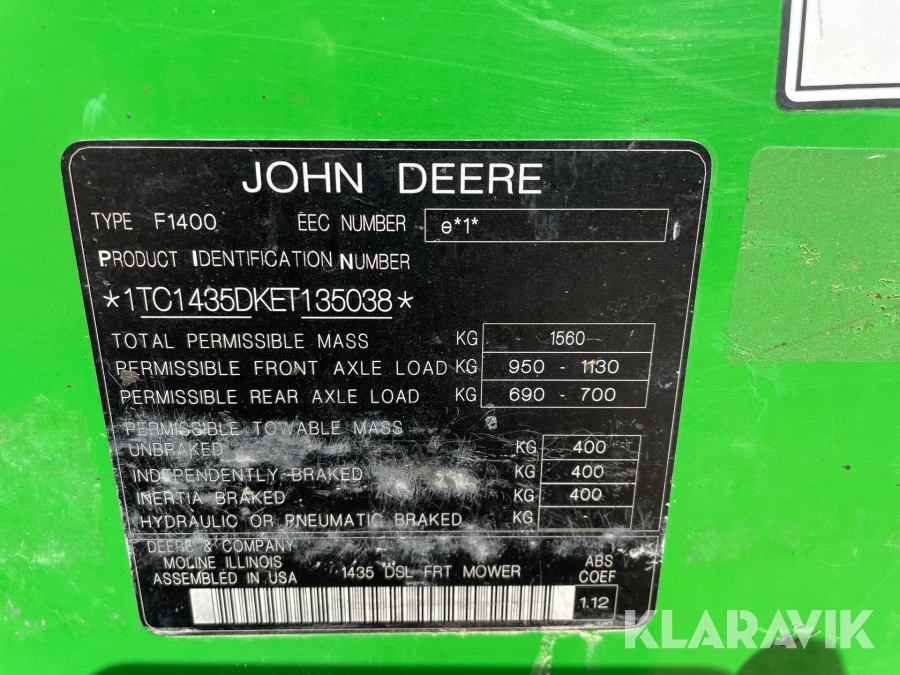 JOHN DEERE
TYPE F1400 EEC NUMBER e*1*
PRODUCT IDENTIFICATION NUMBER
*1TC1435DKET135038*
TOTAL PERMISSIBLE MASS KG 1560
PERMISSIBLE FRONT AXLE LOAD KG 950 - 1130
PERMISSIBLE REAR AXLE LOAD KG 690 - 700
PERMISSIBLE TOWABLE MASS
UNBRAKED KG 400
INDEPENDENTLY BRAKED KG 400
INERTIA BRAKED KG 400
HYDRAULIC OR PNEUMATIC BRAKED KG -
DEERE & COMPANY
MOLINE ILLINOIS
ASSEMBLED IN USA 1435 DSL FRT MOWER ABS COEF
1.12
KLARAVIK